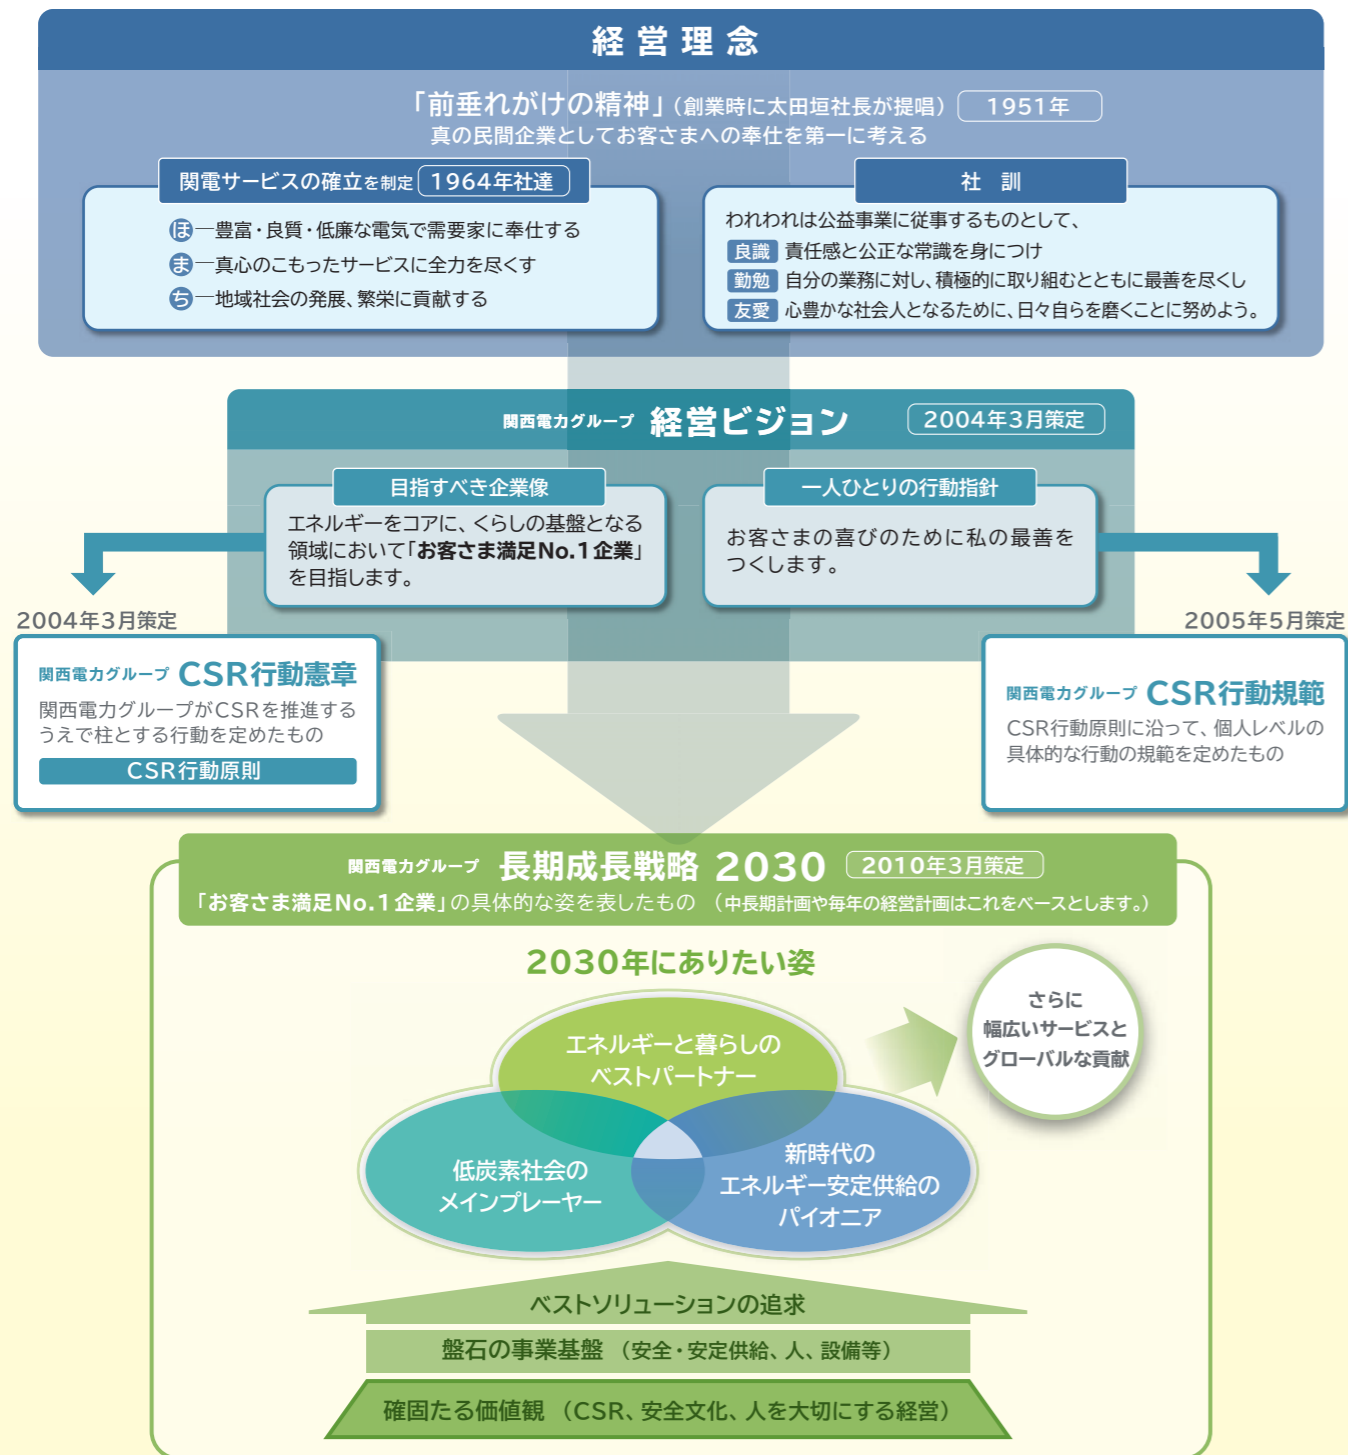 経営理念
「前垂れがけの精神」（創業時に太田垣社長が提唱） 1951年
真の民間企業としてお客さまへの奉仕を第一に考える
関電サービスの確立を制定 1964年社達
ほ─豊富・良質・低廉な電気で需要家に奉仕する
ま─真心のこもったサービスに全力を尽くす
ち─地域社会の発展、繁栄に貢献する
社 訓
われわれは公益事業に従事するものとして、
良識 責任感と公正な常識を身につけ
勤勉 自分の業務に対し、積極的に取り組むとともに最善を尽くし
友愛 心豊かな社会人となるために、日々自らを磨くことに努めよう。
関西電力グループ 経営ビジョン 2004年3月策定
目指すべき企業像
エネルギーをコアに、くらしの基盤となる
領域において「お客さま満足No.1企業」
を目指します。
一人ひとりの行動指針
お客さまの喜びのために私の最善を
つくします。
2004年3月策定
関西電力グループ CSR行動憲章
関西電力グループがCSRを推進する
うえで柱とする行動を定めたもの
CSR行動原則
2005年5月策定
関西電力グループ CSR行動規範
CSR行動原則に沿って、個人レベルの
具体的な行動の規範を定めたもの
関西電力グループ 長期成長戦略 2030 2010年3月策定
「お客さま満足No.1企業」の具体的な姿を表したもの （中長期計画や毎年の経営計画はこれをベースとします。）
2030年にありたい姿
エネルギーと暮らしの
ベストパートナー
低炭素社会の
メインプレーヤー
新時代の
エネルギー安定供給の
パイオニア
さらに
幅広いサービスと
グローバルな貢献
ベストソリューションの追求
盤石の事業基盤 （安全・安定供給、人、設備等）
確固たる価値観 （CSR、安全文化、人を大切にする経営）